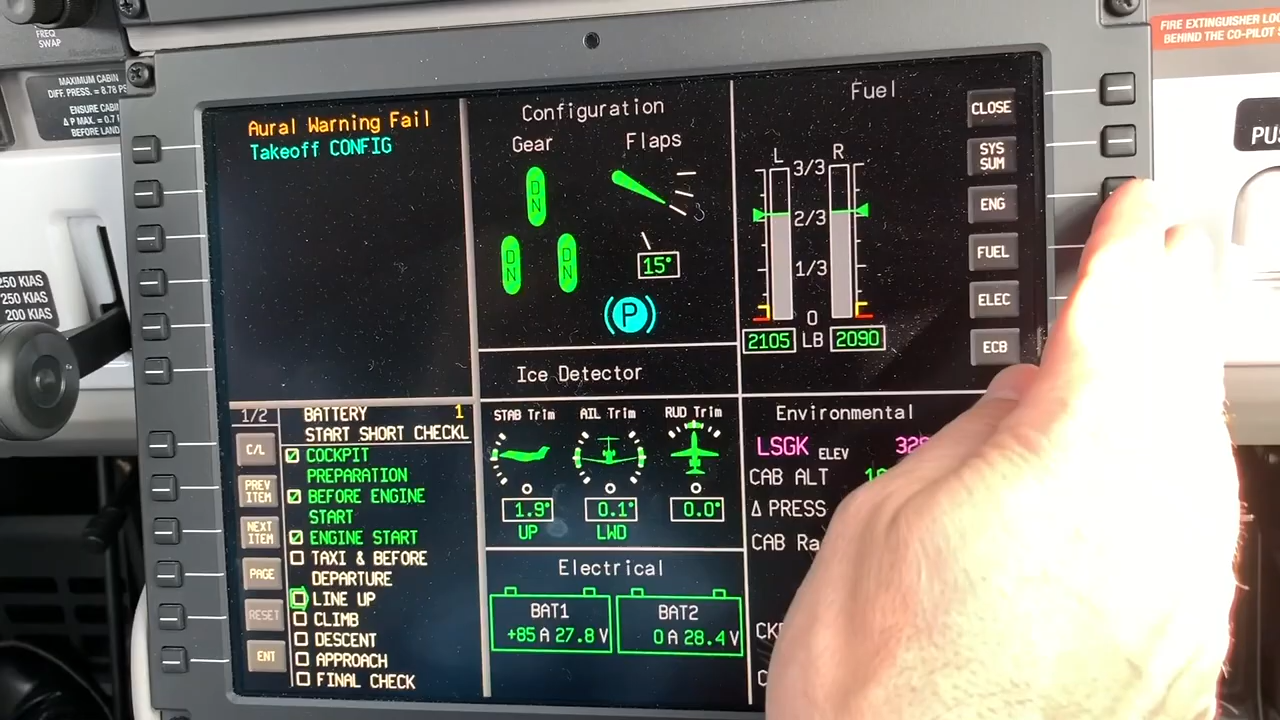 FREQ
SWAP
MAXIMUM CABIN
DIFF. PRESS. = 8.78
ENSURE
Δ P MAX. = 0.7
BEFORE
FIRE EXTINGUISHER
BEHIND THE CO-PILOT
250 KIAS
250 KIAS
200 KIAS
Aural Warning Fail
Takeoff CONFIG
Configuration
Gear
Flaps
DN
DN
DN
15°
(P)
Fuel
L
R
3/3
2/3
1/3
0
2105 LB 2090
CLOSE
SYS
SUM
ENG
FUEL
ELEC
ECB
Ice Detector
STAB Trim
AIL Trim
RUD Trim
1.9°
0.1°
0.0°
UP
LWD
Electrical
BAT1
+85 A 27.8 V
BAT2
0 A 28.4 V
Environmental
LSGK ELEV
CAB ALT
Δ PRESS
CAB
1/2
C/L
PREV
ITEM
NEXT
ITEM
PAGE
RESET
ENT
BATTERY 1
START SHORT CHECKL
COCKPIT
PREPARATION
BEFORE ENGINE
START
ENGINE START
TAXI & BEFORE
DEPARTURE
LINE UP
CLIMB
DESCENT
APPROACH
FINAL CHECK